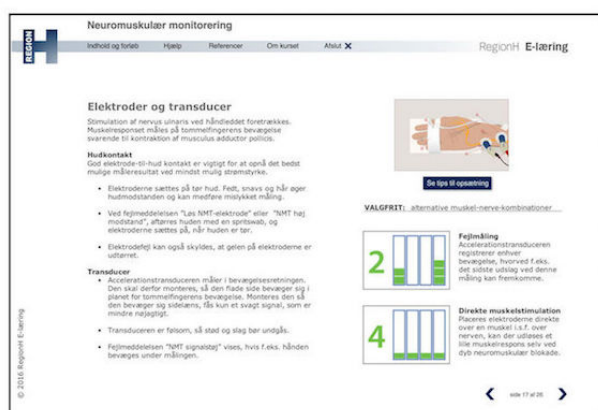 Neuromuskulær monitorering
REGION
H
Indhold og forløb Hjælp Referencer Om kurset Afslut X
RegionH E-læring
Elektroder og transducer
Stimulation af nervus ulnaris ved håndleddet foretrækkes.
Muskelresponset måles på tommelfingerens bevægelse
svarende til kontraktion af musculus adductor pollicis.
Hudkontakt
God elektrode-til-hud kontakt er vigtigt for at opnå det bedst
mulige måleresultat ved mindst mulig strømstyrke.
• Elektroderne sættes på tør hud. Fedt, snavs og hår øger
hudmodstanden og kan medføre mislykket måling.
• Ved fejlmeddelelsen "Løs NMT-elektrode" eller "NMT høj
modstand", aftørres huden med en spritswab, og
elektroderne sættes på, når huden er tør.
• Elektrodefejl kan også skyldes, at gelen på elektroderne er
udtørret.
Transducer
• Accelerationstransduceren måler i bevægelsesretningen.
Den skal derfor monteres, så den flade side bevæger sig i
planet for tommelfingerens bevægelse. Monteres den så
den bevæger sig sidelæns, fås kun et svagt signal, som er
mindre nøjagtigt.
• Transduceren er følsom, så stød og slag bør undgås.
• Fejlmeddelelsen "NMT signalstøj" vises, hvis f.eks. hånden
bevæges under målingen.
Se tips til opsætning
VALGFRIT: alternative muskel-nerve-kombinationer
2
Fejlmåling
Accelerationstransduceren
registrerer enhver
bevægelse, hvorved f.eks.
det sidste udslag ved denne
måling kan fremkomme.
4
Direkte muskelstimulation
Placeres elektroderne direkte
over en muskel i.s.f. over
nerven, kan der udløses et
lille muskelrespons selv ved
dyb neuromuskulær blokade.
© 2016 RegionH E-læring
side 17 af 26